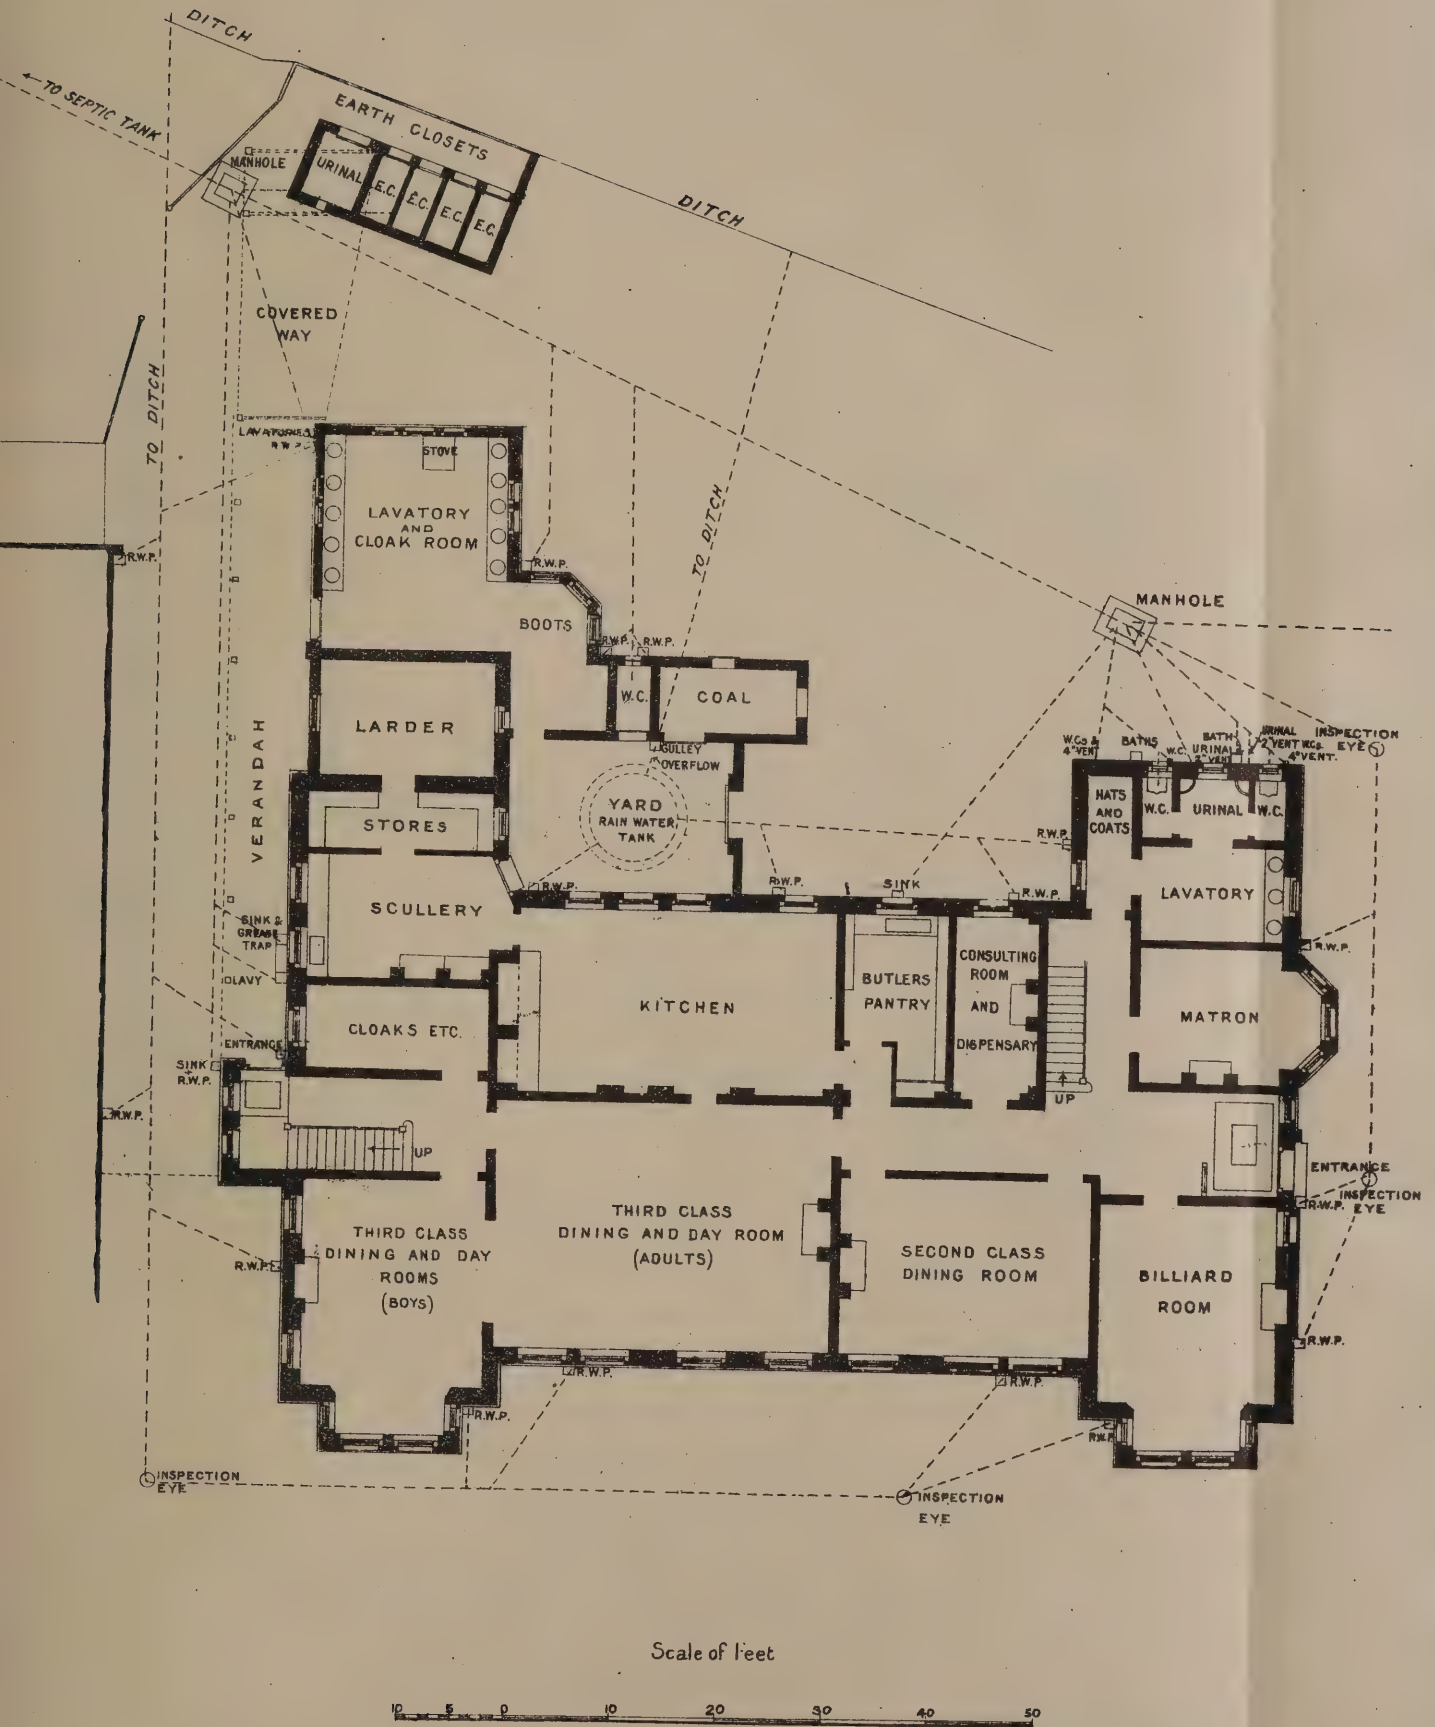 DITCH
← TO SEPTIC TANK
EARTH CLOSETS
MANHOLE
URINAL
E.C.
E.C.
E.C.
E.C.
DITCH
COVERED
WAY
TO DITCH
LAVATORIES
R.W.P.
STOVE
LAVATORY
AND
CLOAK ROOM
TO DITCH
R.W.P.
R.W.P.
BOOTS
MANHOLE
R.W.P.
R.W.P.
W.C.
COAL
LARDER
VERANDAH
GULLEY
OVERFLOW
W.Cs &
4" VENT
BATHS
W.C.
BATH
URINAL
2" VENT
URINAL
2" VENT W.Cs.
4" VENT.
INSPECTION
EYE
YARD
RAIN WATER
TANK
STORES
HATS
AND
COATS
W.C.
URINAL
W.C.
R.W.P.
R.W.P.
R.W.P.
SINK
R.W.P.
SCULLERY
LAVATORY
SINK &
GREASE
TRAP
R.W.P.
LAVY
KITCHEN
BUTLERS
PANTRY
CONSULTING
ROOM
AND
DISPENSARY
MATRON
CLOAKS ETC.
ENTRANCE
SINK
+
R.W.P.
R.W.P.
UP
UP
ENTRANCE
INSPECTION
EYE
R.W.P.
THIRD CLASS
DINING AND DAY
ROOMS
(BOYS)
THIRD CLASS
DINING AND DAY ROOM
(ADULTS)
SECOND CLASS
DINING ROOM
BILLIARD
ROOM
R.W.P.
R.W.P.
R.W.P.
R.W.P.
R.W.P.
R.W.P.
INSPECTION
EYE
INSPECTION
EYE
Scale of Feet
10 5 0 10 20 30 40 50